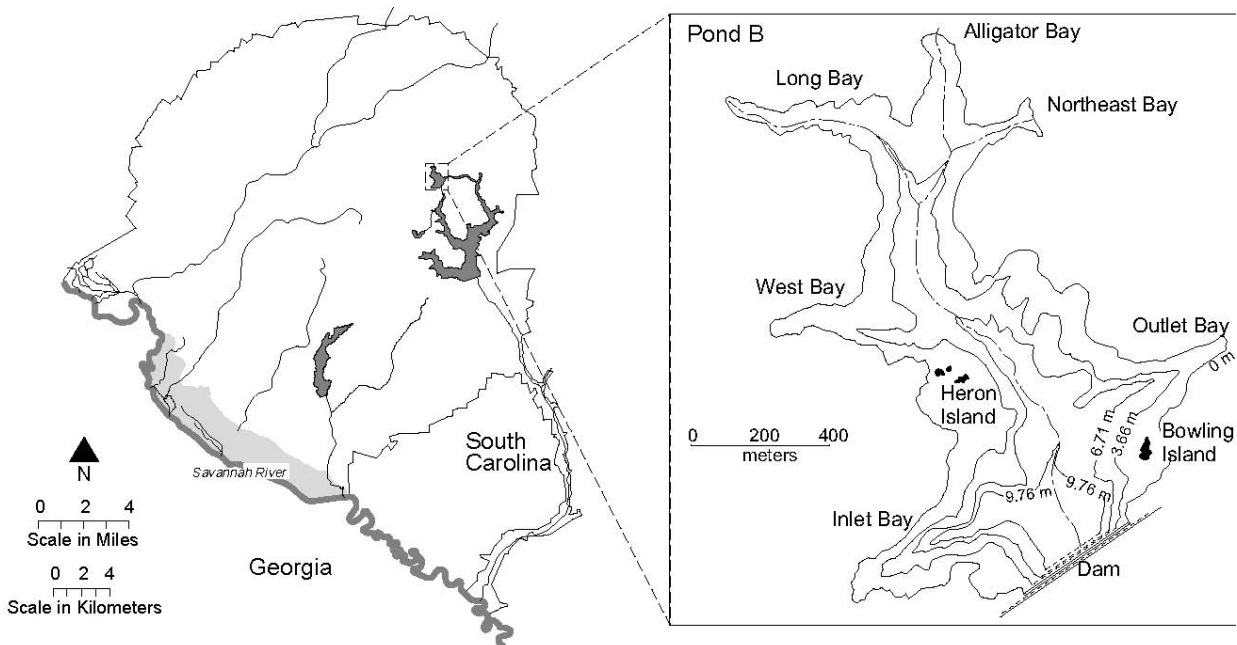 South
Carolina
Savannah River
Georgia
N
0 2 4
Scale in Miles
0 2 4
Scale in Kilometers
Pond B
Alligator Bay
Long Bay
Northeast Bay
West Bay
Outlet Bay
0 m
Heron
Island
6.71 m
3.66 m
Bowling
Island
0 200 400
meters
9.76 m
9.76 m
Inlet Bay
Dam